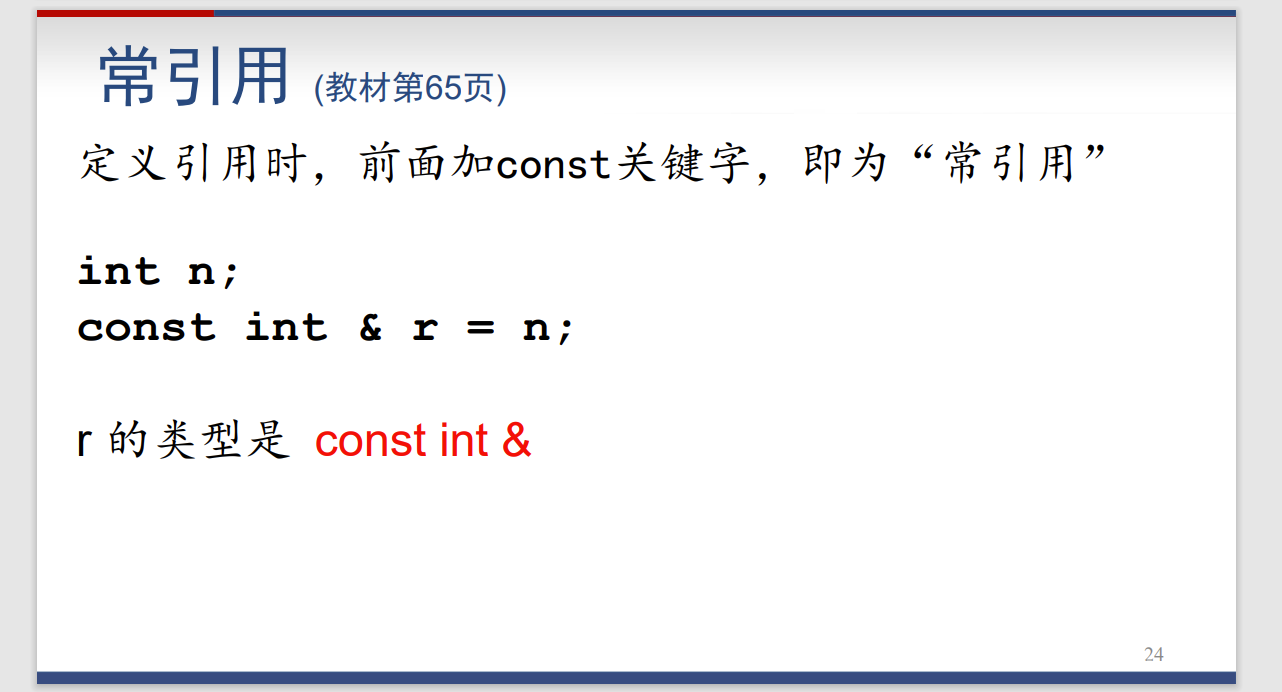 常引用 (教材第65页)
定义引用时，前面加const关键字，即为“常引用”
int n;
const int & r = n;
r 的类型是 const int &
24